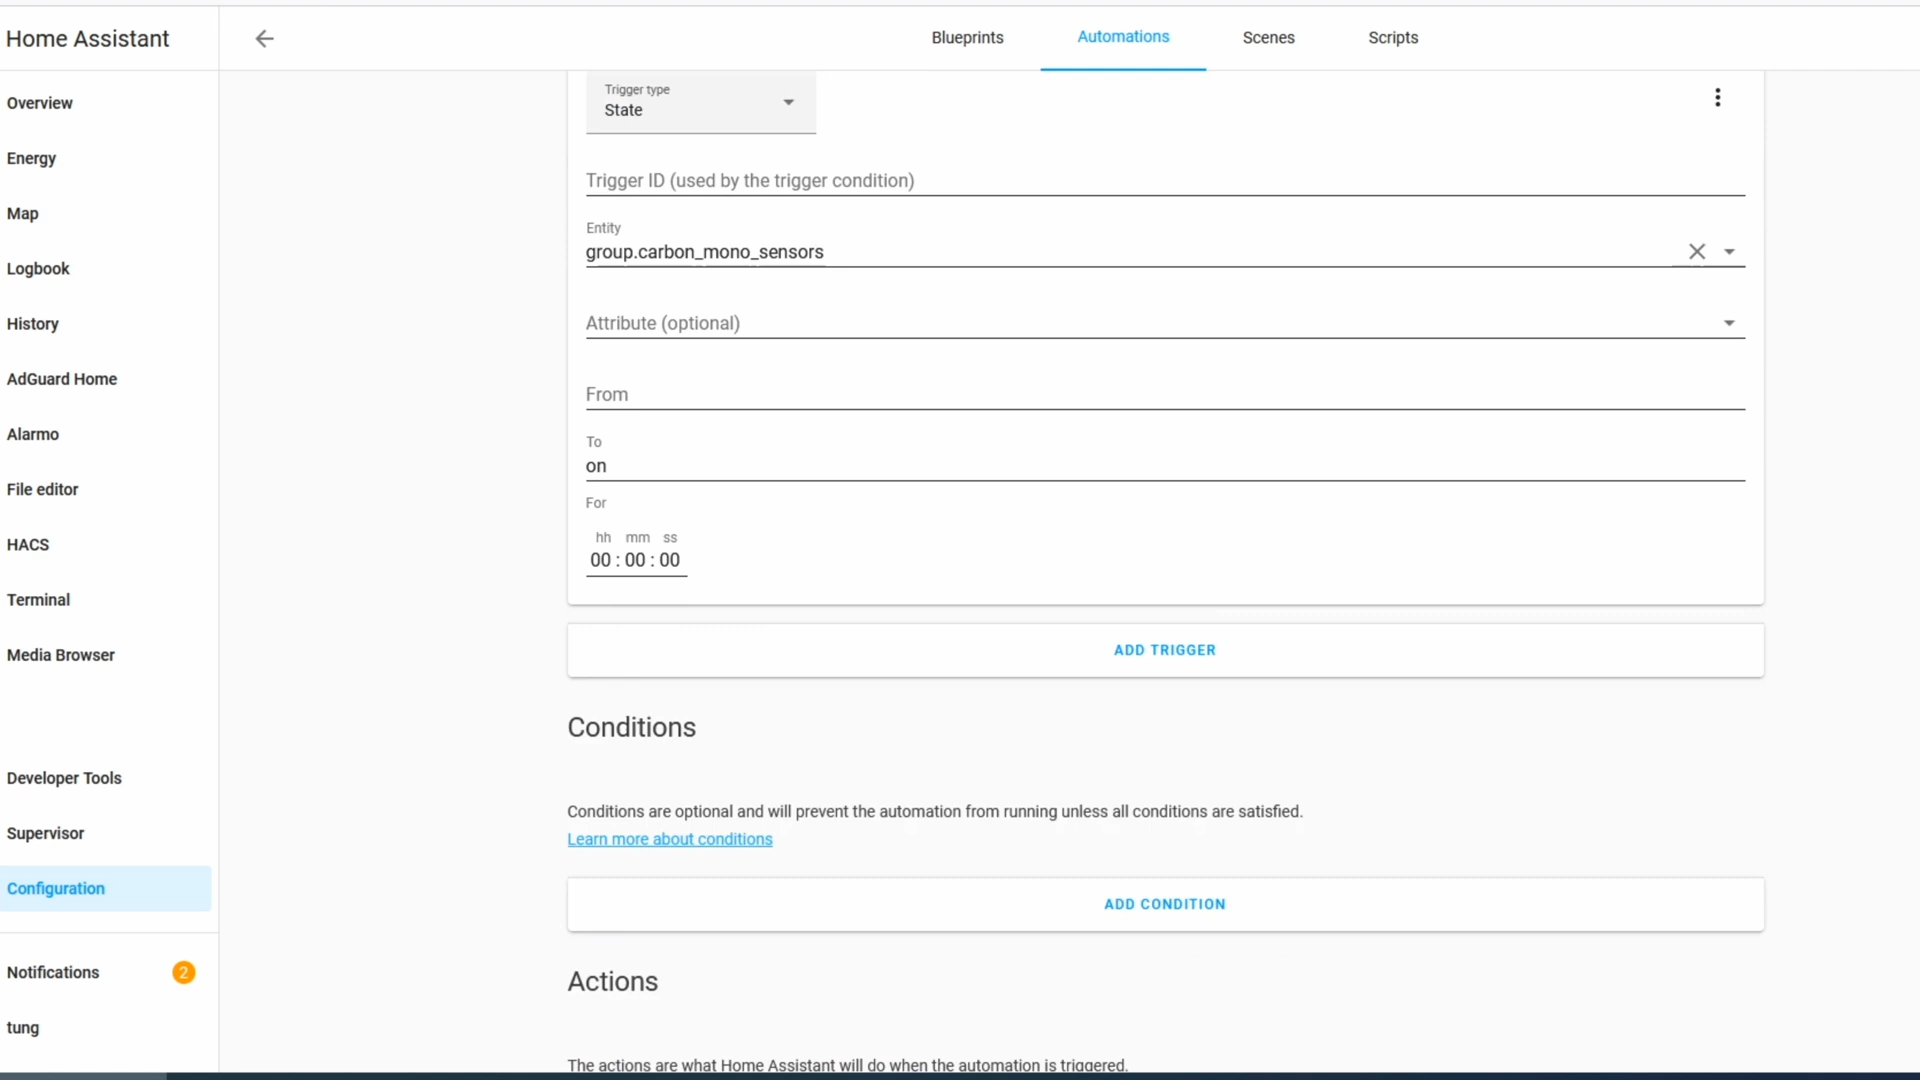 Home Assistant
Blueprints
Automations
Scenes
Scripts
Overview
Energy
Map
Logbook
History
AdGuard Home
Alarmo
File editor
HACS
Terminal
Media Browser
Developer Tools
Supervisor
Configuration
Notifications
2
tung
Trigger type
State
Trigger ID (used by the trigger condition)
Entity
group.carbon_mono_sensors
Attribute (optional)
From
To
on
For
hh mm ss
00 : 00 : 00
ADD TRIGGER
Conditions
Conditions are optional and will prevent the automation from running unless all conditions are satisfied.
Learn more about conditions
ADD CONDITION
Actions
The actions are what Home Assistant will do when the automation is triggered.